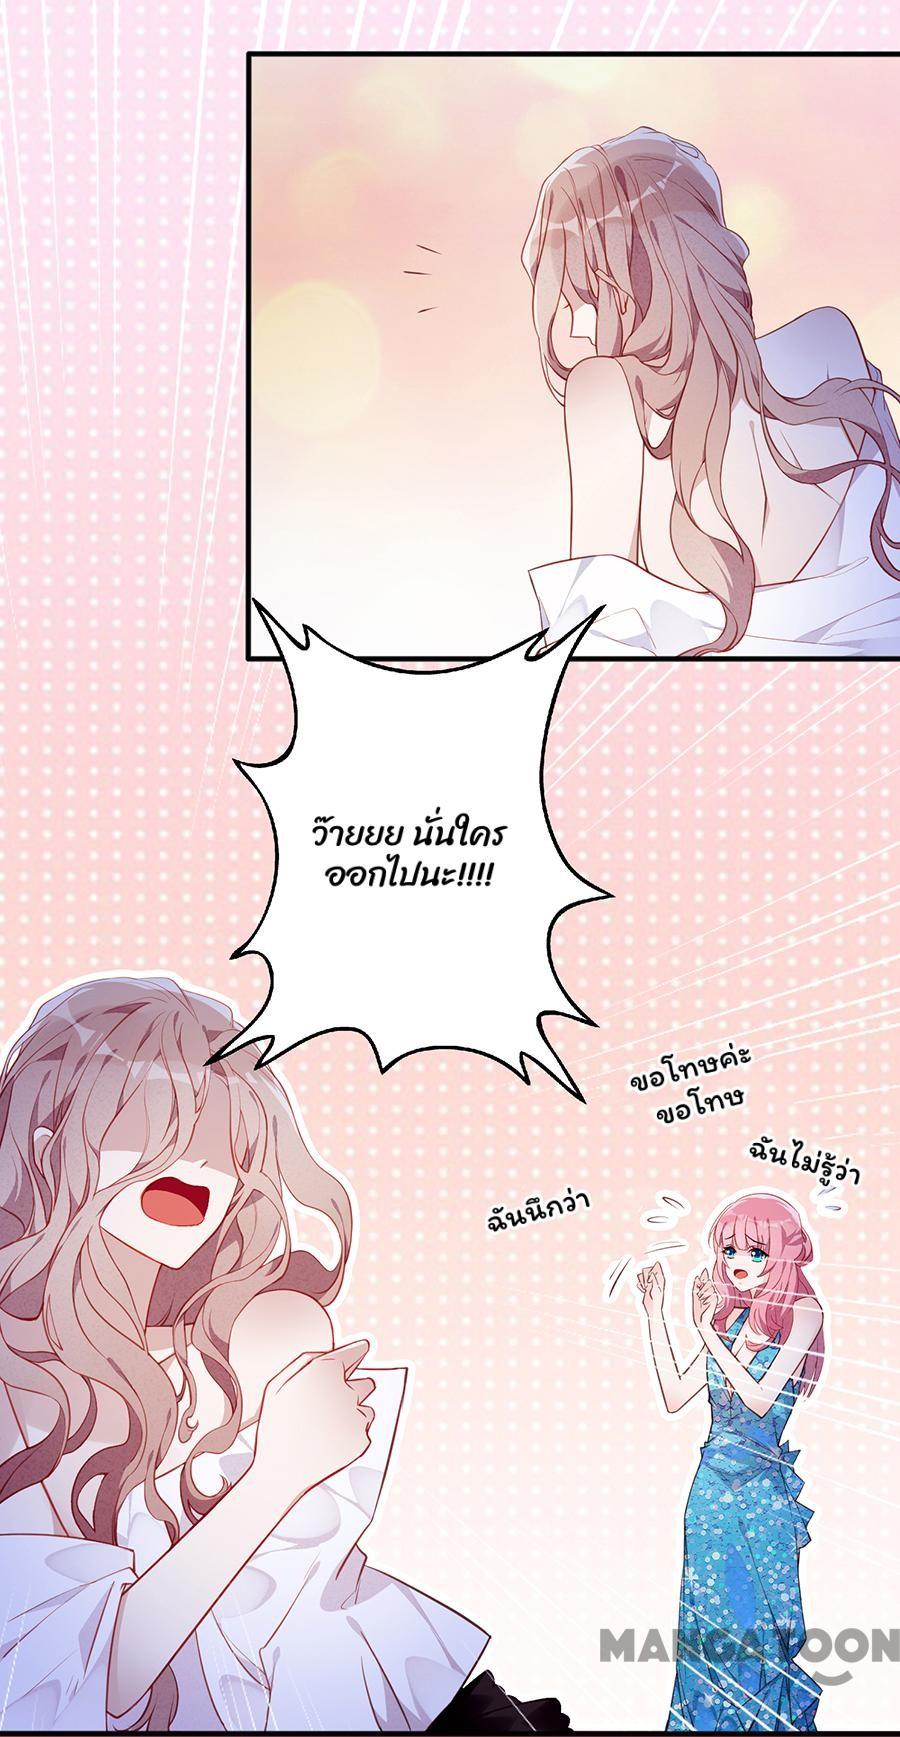 ว๊ายยย นั่นใคร
ออกไปนะ!!!!
ขอโทษค่ะ
ขอโทษ
ฉันไม่รู้ว่า
ฉันนึกว่า
MANGATOON